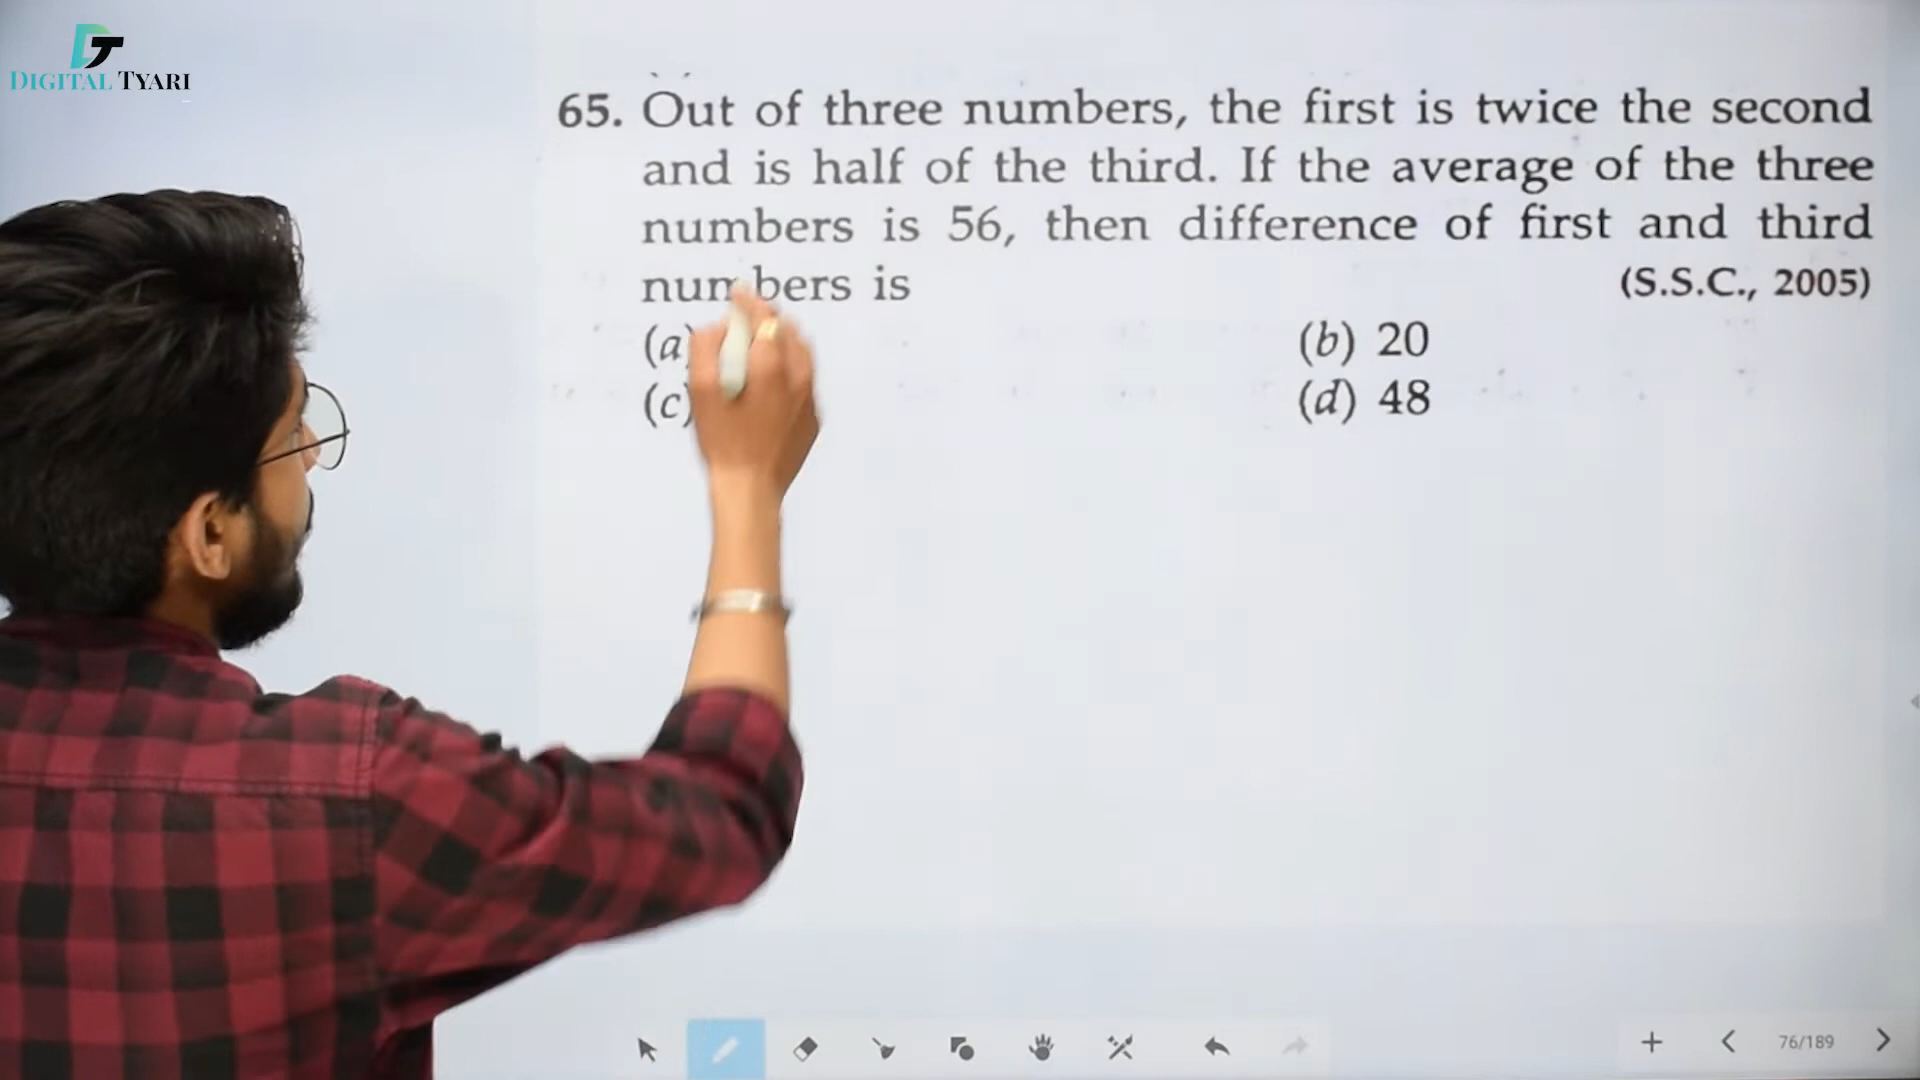 DIGITAL TYARI
65. Out of three numbers, the first is twice the second
and is half of the third. If the average of the three
numbers is 56, then difference of first and third
numbers is (S.S.C., 2005)
(a) (b) 20
(c) (d) 48
76/189